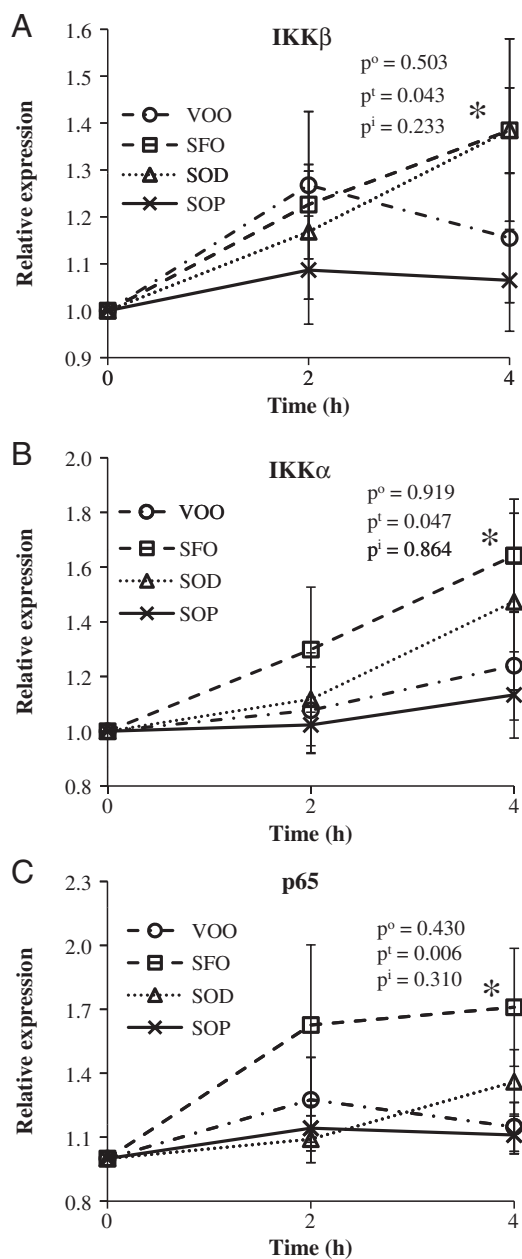 A
IKKβ
1.6
1.5
1.4
1.3
1.2
1.1
1.0
0.9
Relative expression
VOO
SFO
SOD
SOP
pᵒ = 0.503
pᵗ = 0.043
pⁱ = 0.233
*
0
2
4
Time (h)
B
IKKα
2.0
1.8
1.6
1.4
1.2
1.0
0.8
Relative expression
VOO
SFO
SOD
SOP
pᵒ = 0.919
pᵗ = 0.047
pⁱ = 0.864
*
0
2
4
Time (h)
C
p65
2.3
2.0
1.7
1.4
1.1
0.8
Relative expression
VOO
SFO
SOD
SOP
pᵒ = 0.430
pᵗ = 0.006
pⁱ = 0.310
*
0
2
4
Time (h)